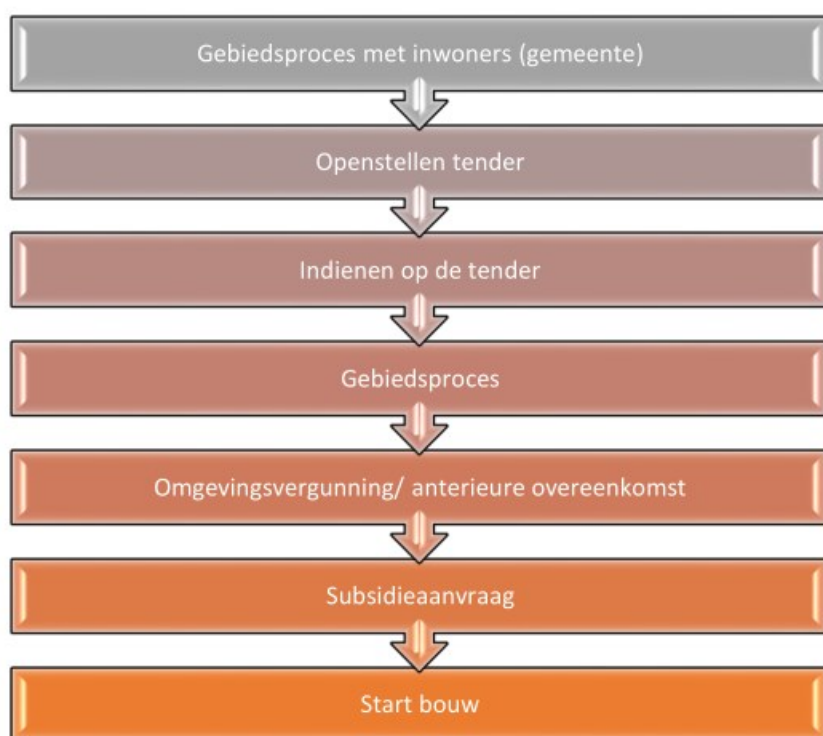 Gebiedsproces met inwoners (gemeente)
Openstellen tender
Indienen op de tender
Gebiedsproces
Omgevingsvergunning/ anterieure overeenkomst
Subsidieaanvraag
Start bouw